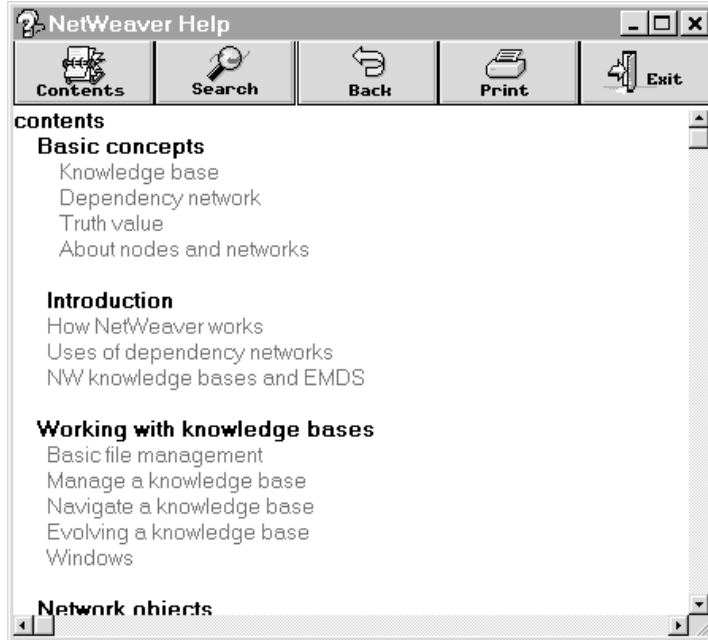 NetWeaver Help
Contents Search Back Print Exit
contents
Basic concepts
Knowledge base
Dependency network
Truth value
About nodes and networks
Introduction
How NetWeaver works
Uses of dependency networks
NW knowledge bases and EMDS
Working with knowledge bases
Basic file management
Manage a knowledge base
Navigate a knowledge base
Evolving a knowledge base
Windows
Network objects